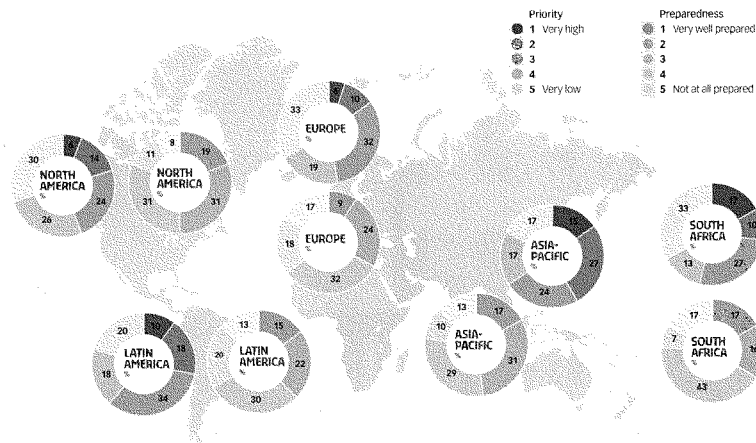 Priority
1 Very high
2
3
4
5 Very low
Preparedness
1 Very well prepared
2
3
4
5 Not at all prepared
NORTH
AMERICA
%
6
14
24
26
30
NORTH
AMERICA
%
8
19
31
31
11
EUROPE
%
10
32
19
33
EUROPE
%
9
24
32
18
17
ASIA-
PACIFIC
%
27
24
17
17
ASIA-
PACIFIC
%
17
31
29
10
13
LATIN
AMERICA
%
10
18
34
18
20
LATIN
AMERICA
%
15
22
30
20
13
SOUTH
AFRICA
%
10
27
13
33
SOUTH
AFRICA
%
17
16
43
7
17